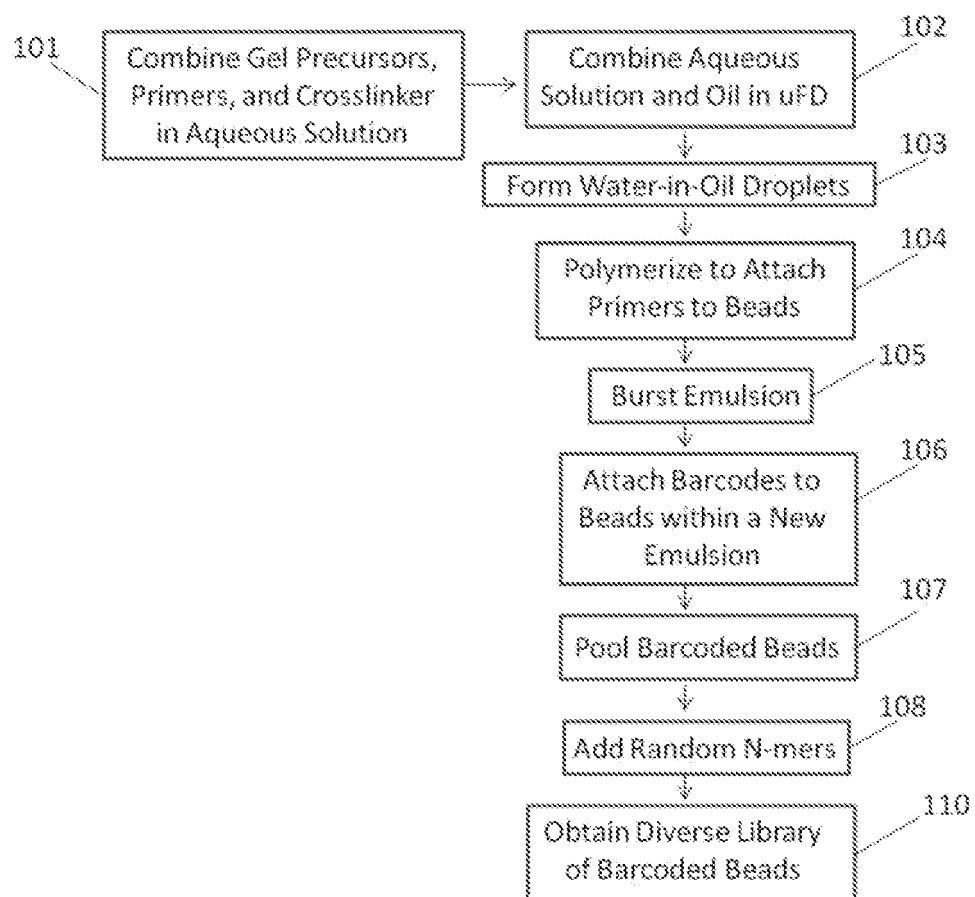 101
Combine Gel Precursors,
Primers, and Crosslinker
in Aqueous Solution
102
Combine Aqueous
Solution and Oil in uFD
103
Form Water-in-Oil Droplets
104
Polymerize to Attach
Primers to Beads
105
Burst Emulsion
106
Attach Barcodes to
Beads within a New
Emulsion
107
Pool Barcoded Beads
108
Add Random N-mers
110
Obtain Diverse Library
of Barcoded Beads